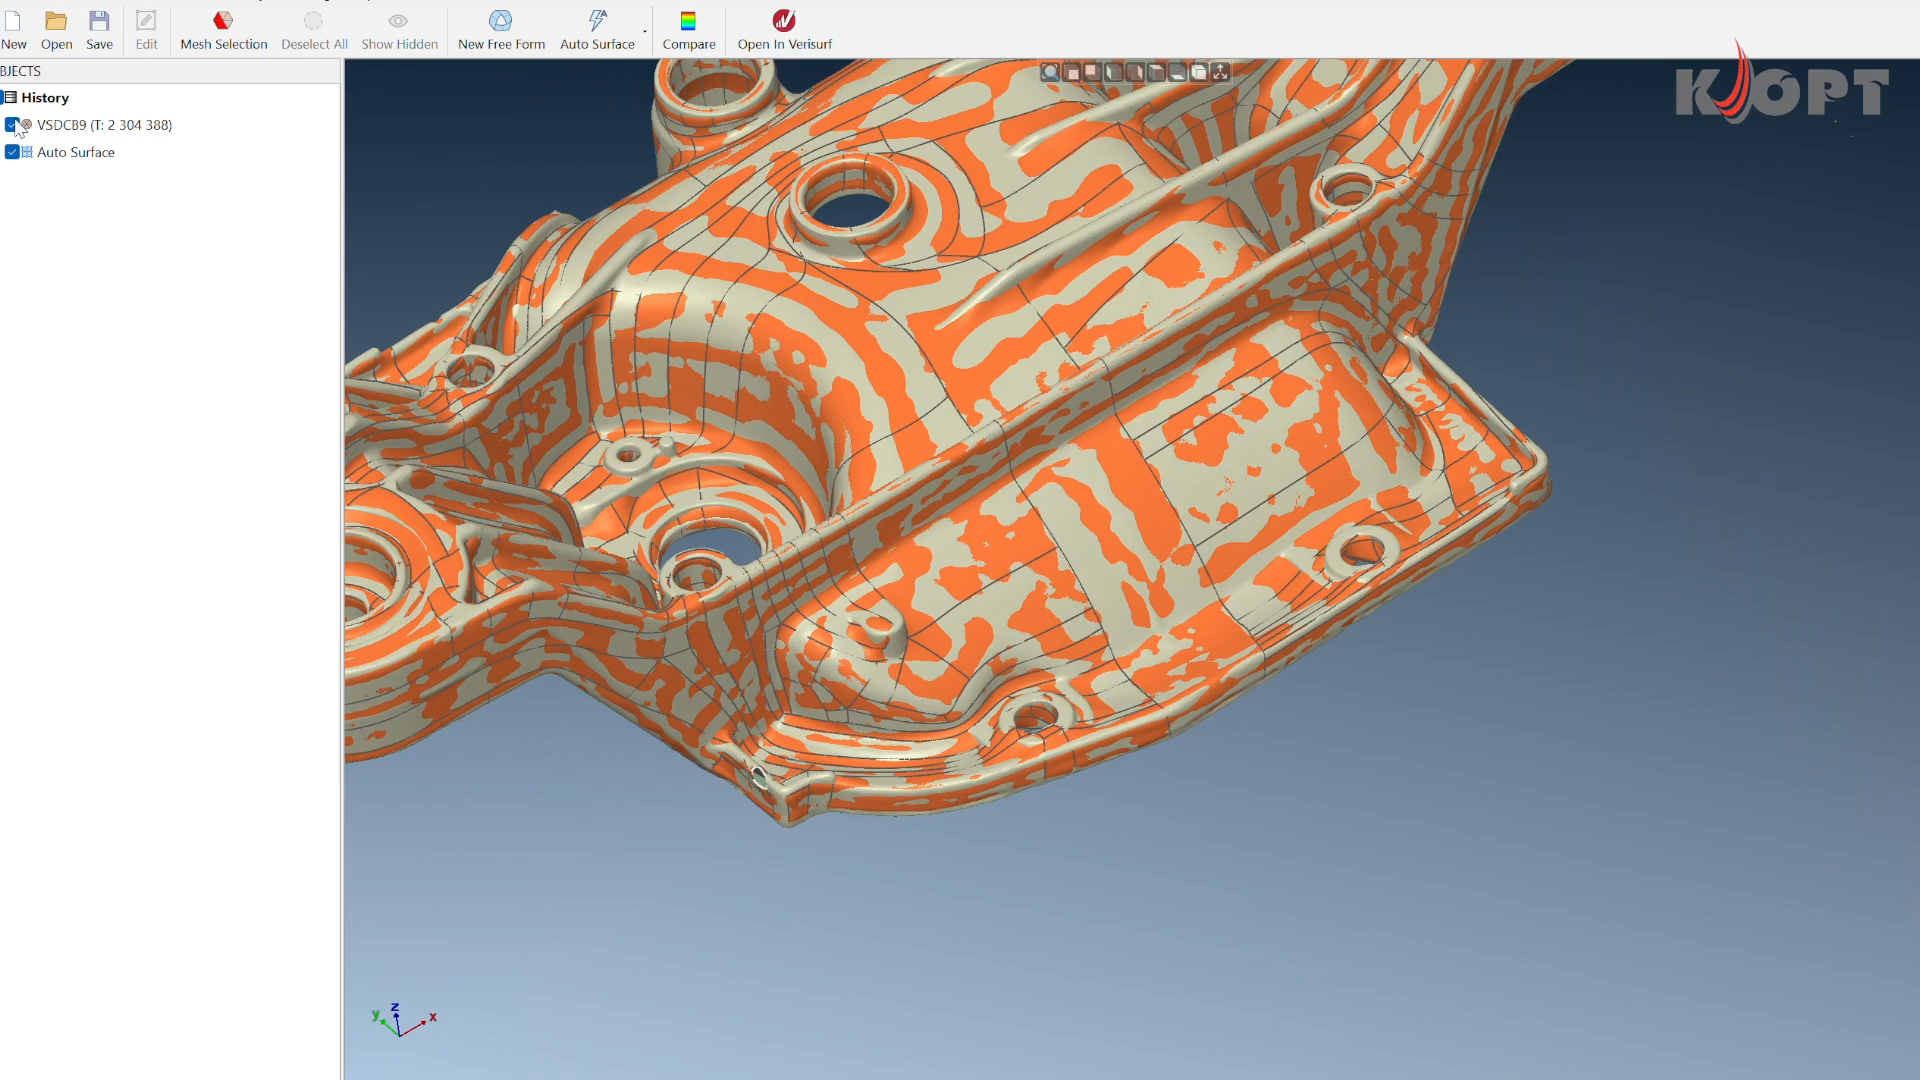 New
Open
Save
Edit
Mesh Selection
Deselect All
Show Hidden
New Free Form
Auto Surface
Compare
Open In Verisurf
BJECTS
History
VSDCB9 (T: 2 304 388)
Auto Surface
KJOPT
z
y
x